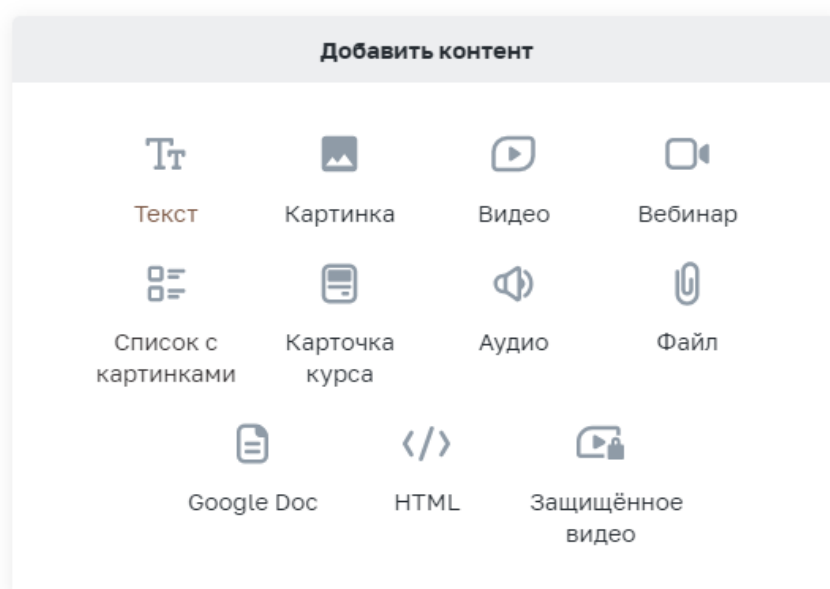 Добавить контент
Текст
Картинка
Видео
Вебинар
Список с
картинками
Карточка
курса
Аудио
Файл
Google Doc
HTML
Защищённое
видео